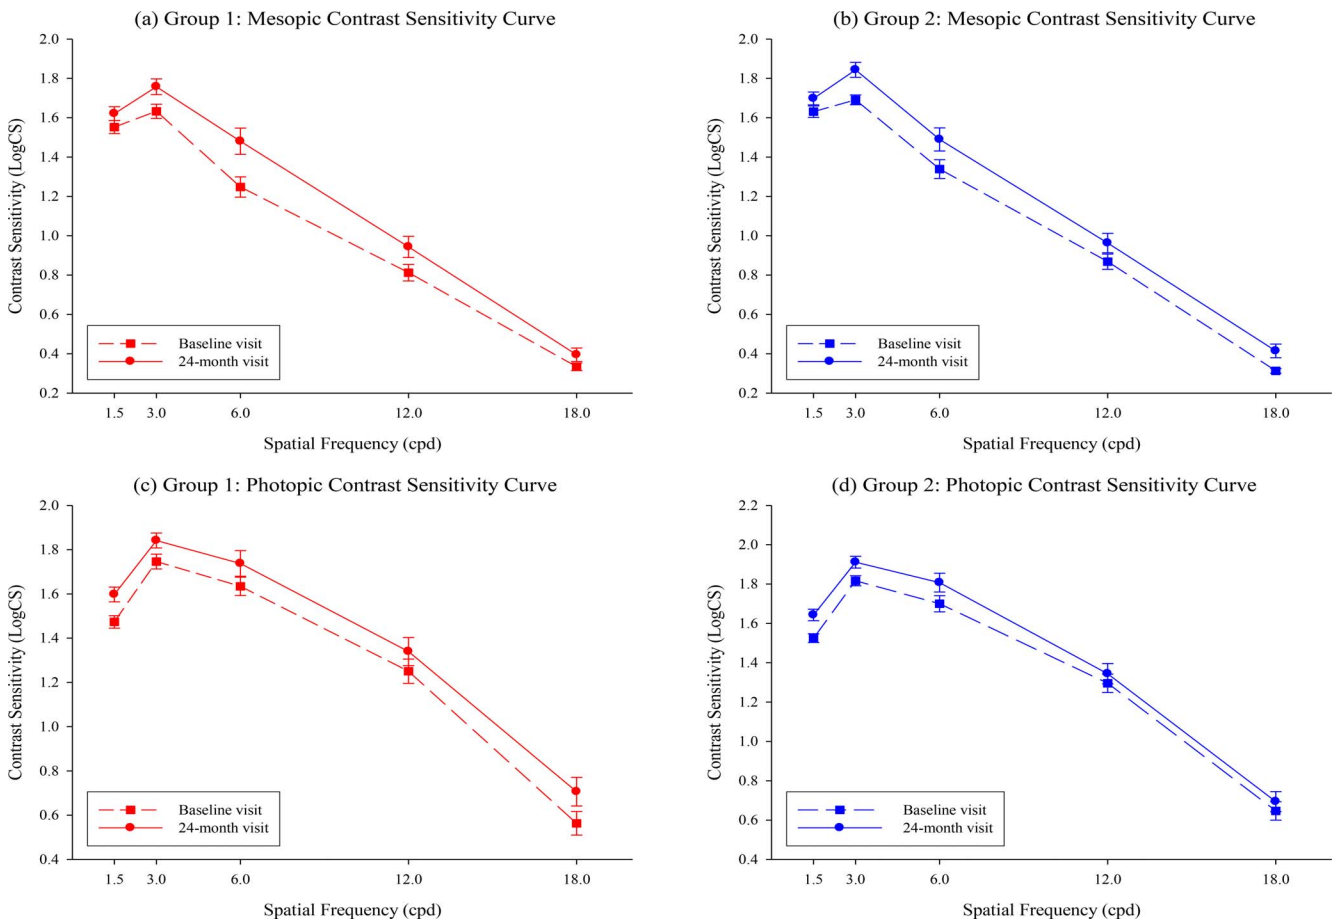 (a) Group 1: Mesopic Contrast Sensitivity Curve
Contrast Sensitivity (LogCS)
2.0
1.8
1.6
1.4
1.2
1.0
0.8
0.6
0.4
0.2
Baseline visit
24-month visit
1.5 3.0 6.0 12.0 18.0
Spatial Frequency (cpd)
(b) Group 2: Mesopic Contrast Sensitivity Curve
Contrast Sensitivity (LogCS)
2.0
1.8
1.6
1.4
1.2
1.0
0.8
0.6
0.4
0.2
Baseline visit
24-month visit
1.5 3.0 6.0 12.0 18.0
Spatial Frequency (cpd)
(c) Group 1: Photopic Contrast Sensitivity Curve
Contrast Sensitivity (LogCS)
2.0
1.8
1.6
1.4
1.2
1.0
0.8
0.6
0.4
Baseline visit
24-month visit
1.5 3.0 6.0 12.0 18.0
Spatial Frequency (cpd)
(d) Group 2: Photopic Contrast Sensitivity Curve
Contrast Sensitivity (LogCS)
2.2
2.0
1.8
1.6
1.4
1.2
1.0
0.8
0.6
0.4
Baseline visit
24-month visit
1.5 3.0 6.0 12.0 18.0
Spatial Frequency (cpd)